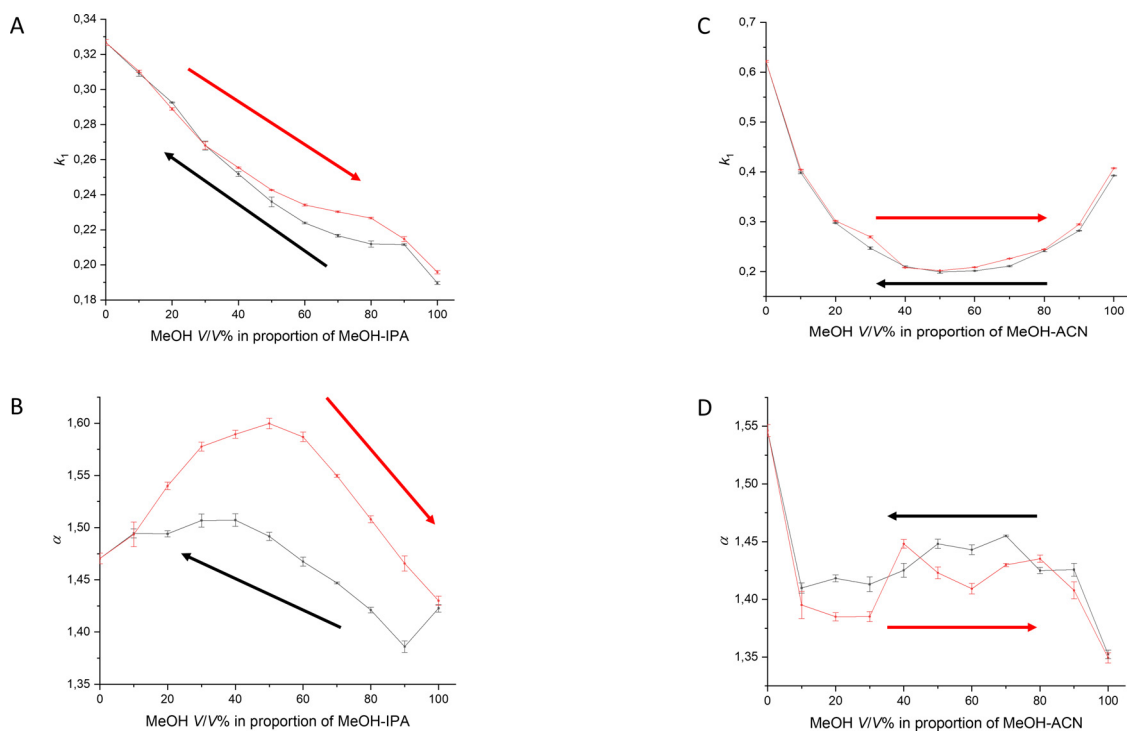 A
0,34
0,32
0,30
0,28
0,26
0,24
0,22
0,20
0,18
k1
0 20 40 60 80 100
MeOH V/V% in proportion of MeOH-IPA
C
0,7
0,6
0,5
0,4
0,3
0,2
k1
0 10 20 30 40 50 60 70 80 90 100
MeOH V/V% in proportion of MeOH-ACN
B
1,60
1,55
1,50
1,45
1,40
1,35
α
0 20 40 60 80 100
MeOH V/V% in proportion of MeOH-IPA
D
1,55
1,50
1,45
1,40
1,35
α
0 20 40 60 80 100
MeOH V/V% in proportion of MeOH-ACN